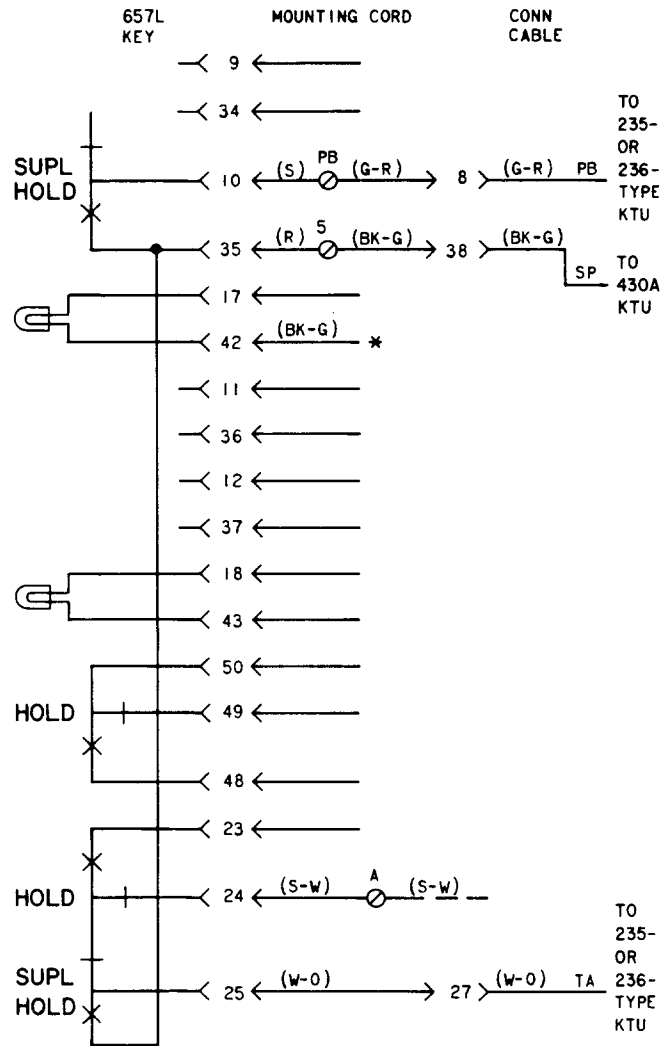 657L KEY MOUNTING CORD CONN CABLE
9
34
SUPL HOLD 10 (S) PB (G-R) 8 (G-R) PB TO 235- OR 236- TYPE KTU
35 (R) 5 (BK-G) 38 (BK-G) SP TO 430A KTU
17
42 (BK-G) *
11
36
12
37
18
43
50
HOLD 49
48
23
HOLD 24 (S-W) A (S-W)
SUPL HOLD 25 (W-O) 27 (W-O) TA TO 235- OR 236- TYPE KTU